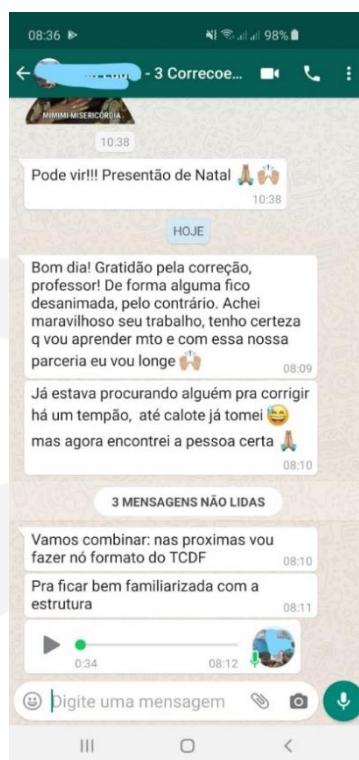 08:36
98%
- 3 Correcoe...
MIMIMI MISERICÓRDIA
10:38
Pode vir!!! Presentão de Natal 🙏🏼 🙌🏼
10:38
HOJE
Bom dia! Gratidão pela correção,
professor! De forma alguma fico
desanimada, pelo contrário. Achei
maravilhoso seu trabalho, tenho certeza
q vou aprender mto e com essa nossa
parceria eu vou longe 🙌🏼
08:09
Já estava procurando alguém pra corrigir
há um tempão, até calote já tomei 😅
mas agora encontrei a pessoa certa 🙏🏼
08:10
3 MENSAGENS NÃO LIDAS
Vamos combinar: nas proximas vou
fazer nó formato do TCDF
08:10
Pra ficar bem familiarizada com a
estrutura
08:11
0:34
08:12
Digite uma mensagem